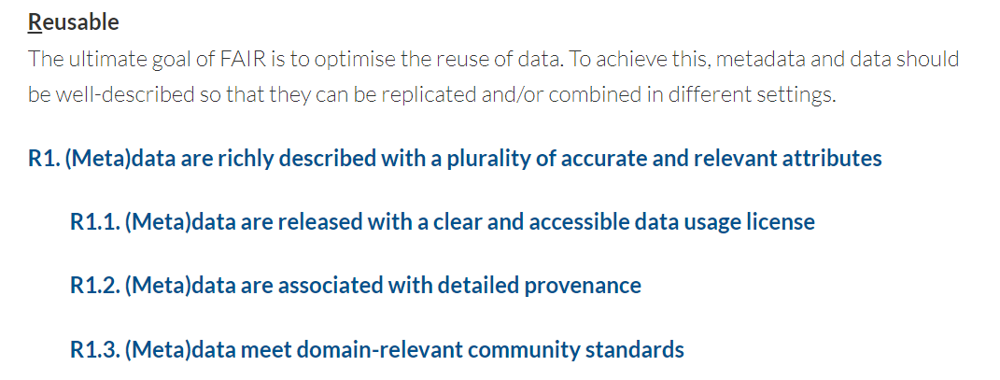 Reusable
The ultimate goal of FAIR is to optimise the reuse of data. To achieve this, metadata and data should
be well-described so that they can be replicated and/or combined in different settings.
R1. (Meta)data are richly described with a plurality of accurate and relevant attributes
R1.1. (Meta)data are released with a clear and accessible data usage license
R1.2. (Meta)data are associated with detailed provenance
R1.3. (Meta)data meet domain-relevant community standards